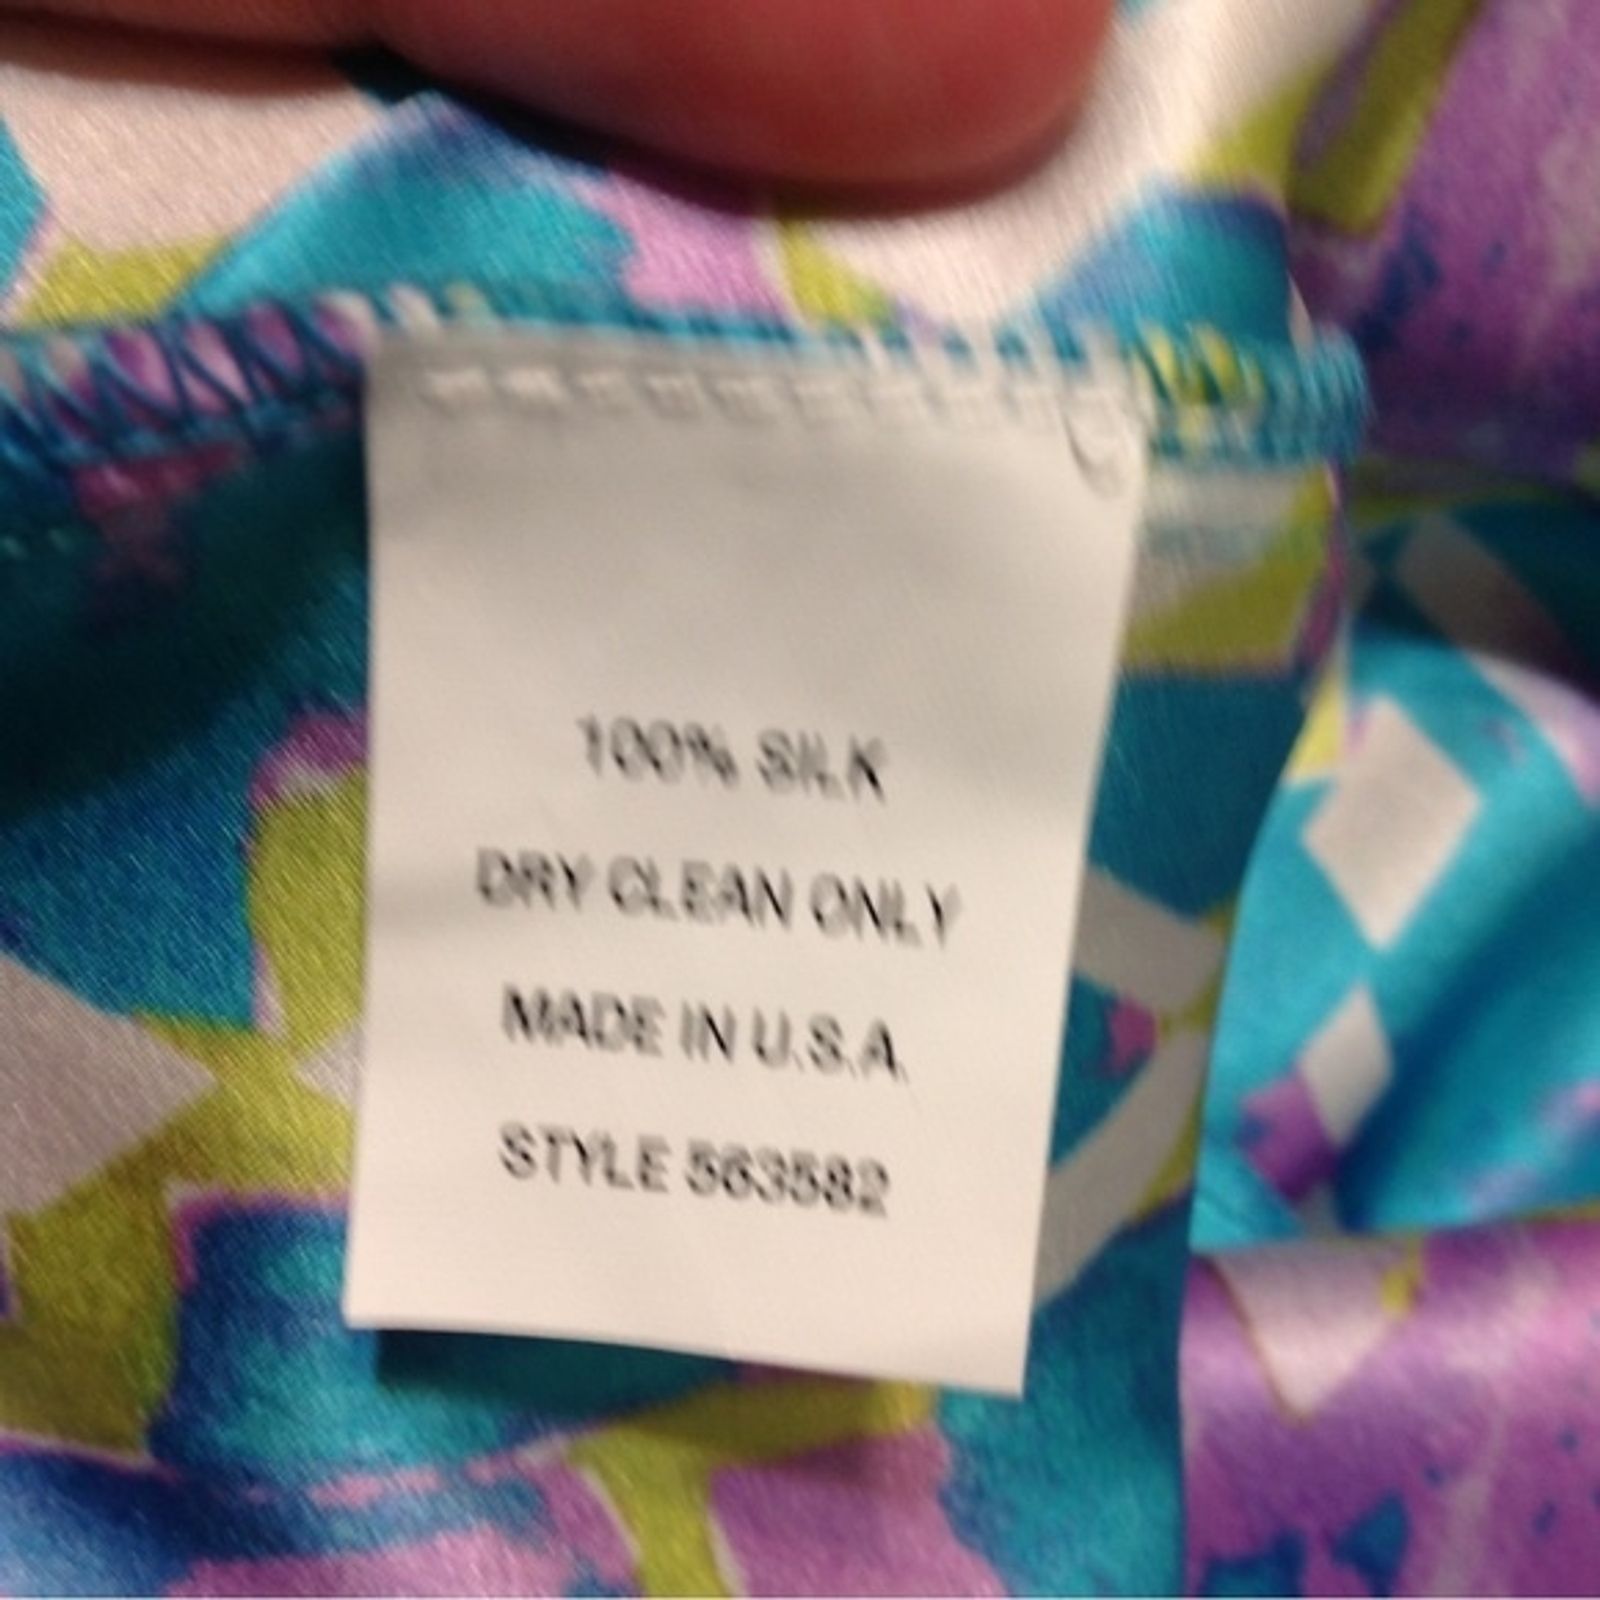 100% SILK
DRY CLEAN ONLY
MADE IN U.S.A.
STYLE 563582